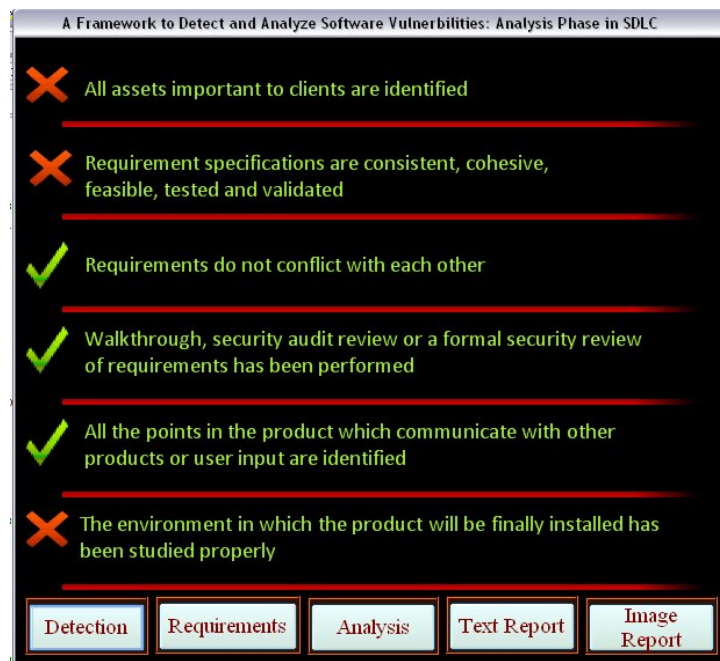 A Framework to Detect and Analyze Software Vulnerbilities: Analysis Phase in SDLC
All assets important to clients are identified
Requirement specifications are consistent, cohesive,
feasible, tested and validated
Requirements do not conflict with each other
Walkthrough, security audit review or a formal security review
of requirements has been performed
All the points in the product which communicate with other
products or user input are identified
The environment in which the product will be finally installed has
been studied properly
Detection
Requirements
Analysis
Text Report
Image
Report